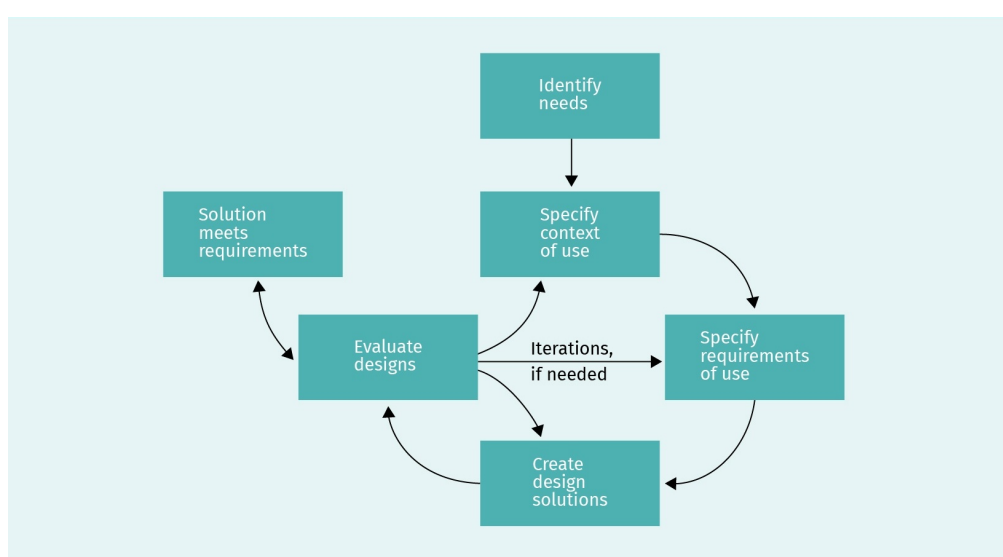 Identify
needs
Solution
meets
requirements
Specify
context
of use
Evaluate
designs
Iterations,
if needed
Specify
requirements
of use
Create
design
solutions